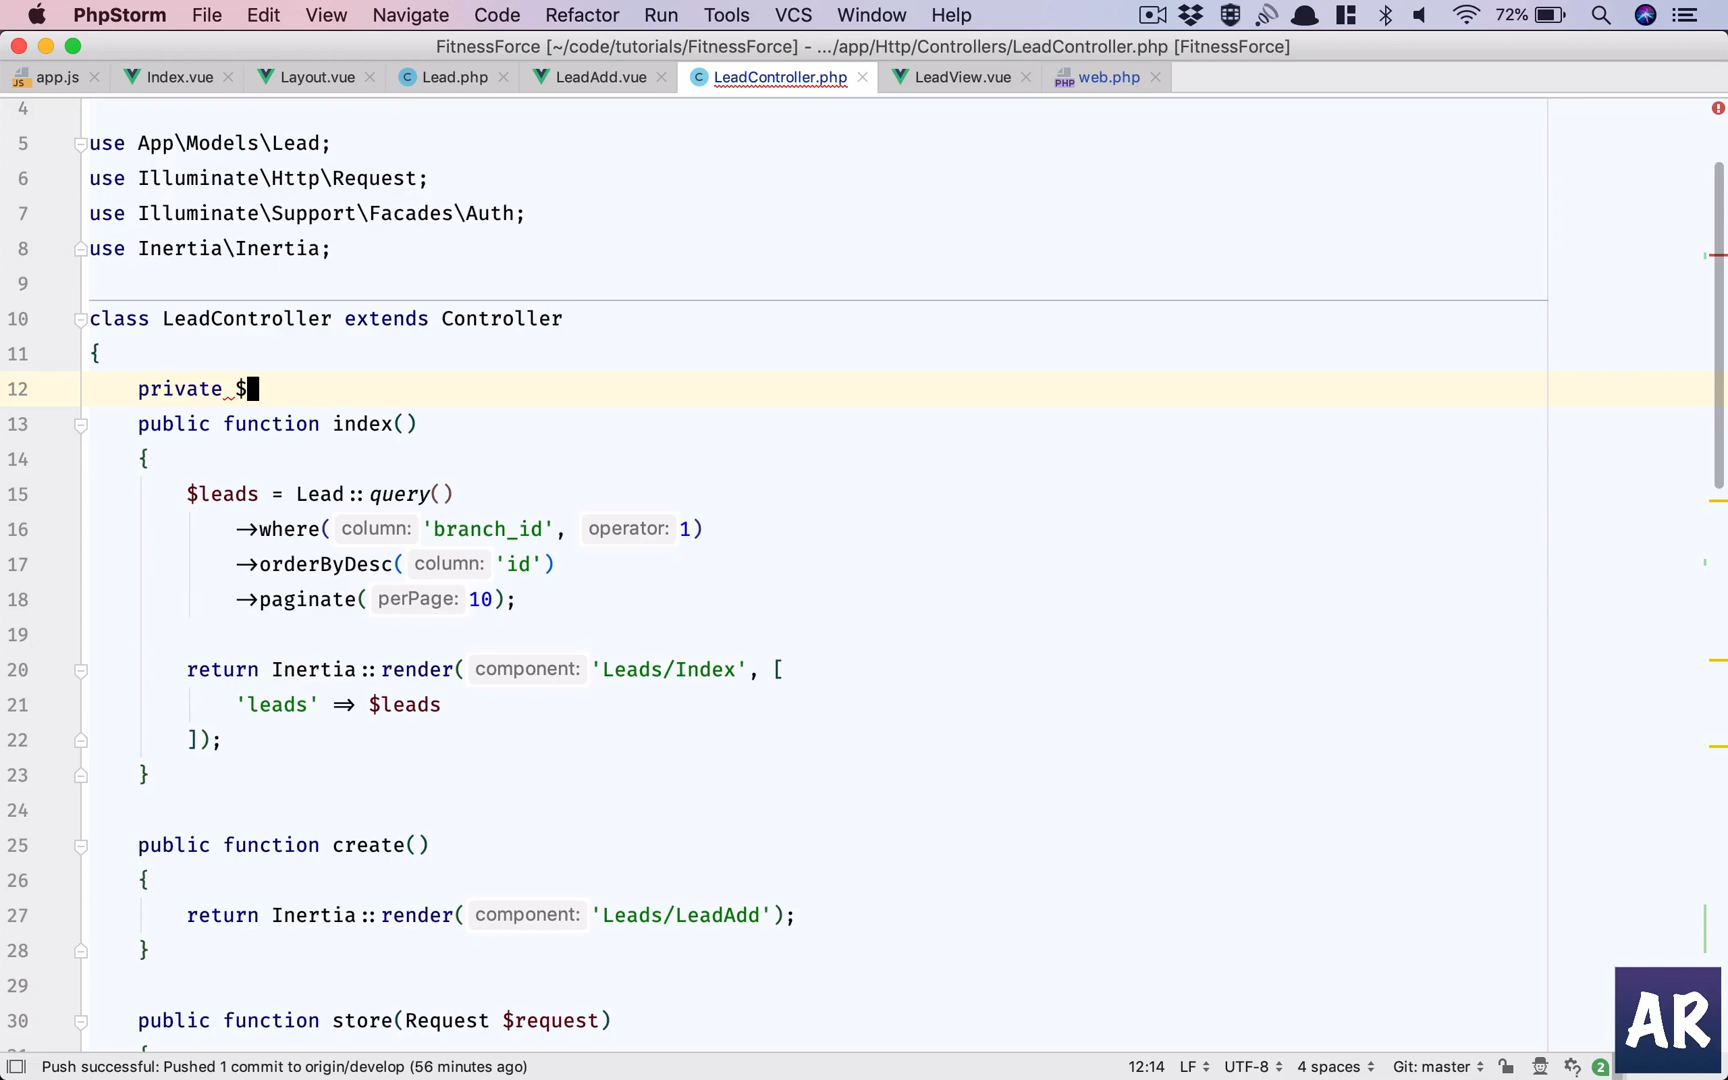 PhpStorm File Edit View Navigate Code Refactor Run Tools VCS Window Help 72%
FitnessForce [~/code/tutorials/FitnessForce] - .../app/Http/Controllers/LeadController.php [FitnessForce]
JS app.js Index.vue Layout.vue C Lead.php LeadAdd.vue C LeadController.php LeadView.vue PHP web.php
4
5 use App\Models\Lead;
6 use Illuminate\Http\Request;
7 use Illuminate\Support\Facades\Auth;
8 use Inertia\Inertia;
9
10 class LeadController extends Controller
11 {
12 private $
13 public function index()
14 {
15 $leads = Lead::query()
16 ->where( column: 'branch_id', operator: 1)
17 ->orderByDesc( column: 'id')
18 ->paginate( perPage: 10);
19
20 return Inertia::render( component: 'Leads/Index', [
21 'leads' => $leads
22 ]);
23 }
24
25 public function create()
26 {
27 return Inertia::render( component: 'Leads/LeadAdd');
28 }
29
30 public function store(Request $request)
AR
Push successful: Pushed 1 commit to origin/develop (56 minutes ago) 12:14 LF UTF-8 4 spaces Git: master 2